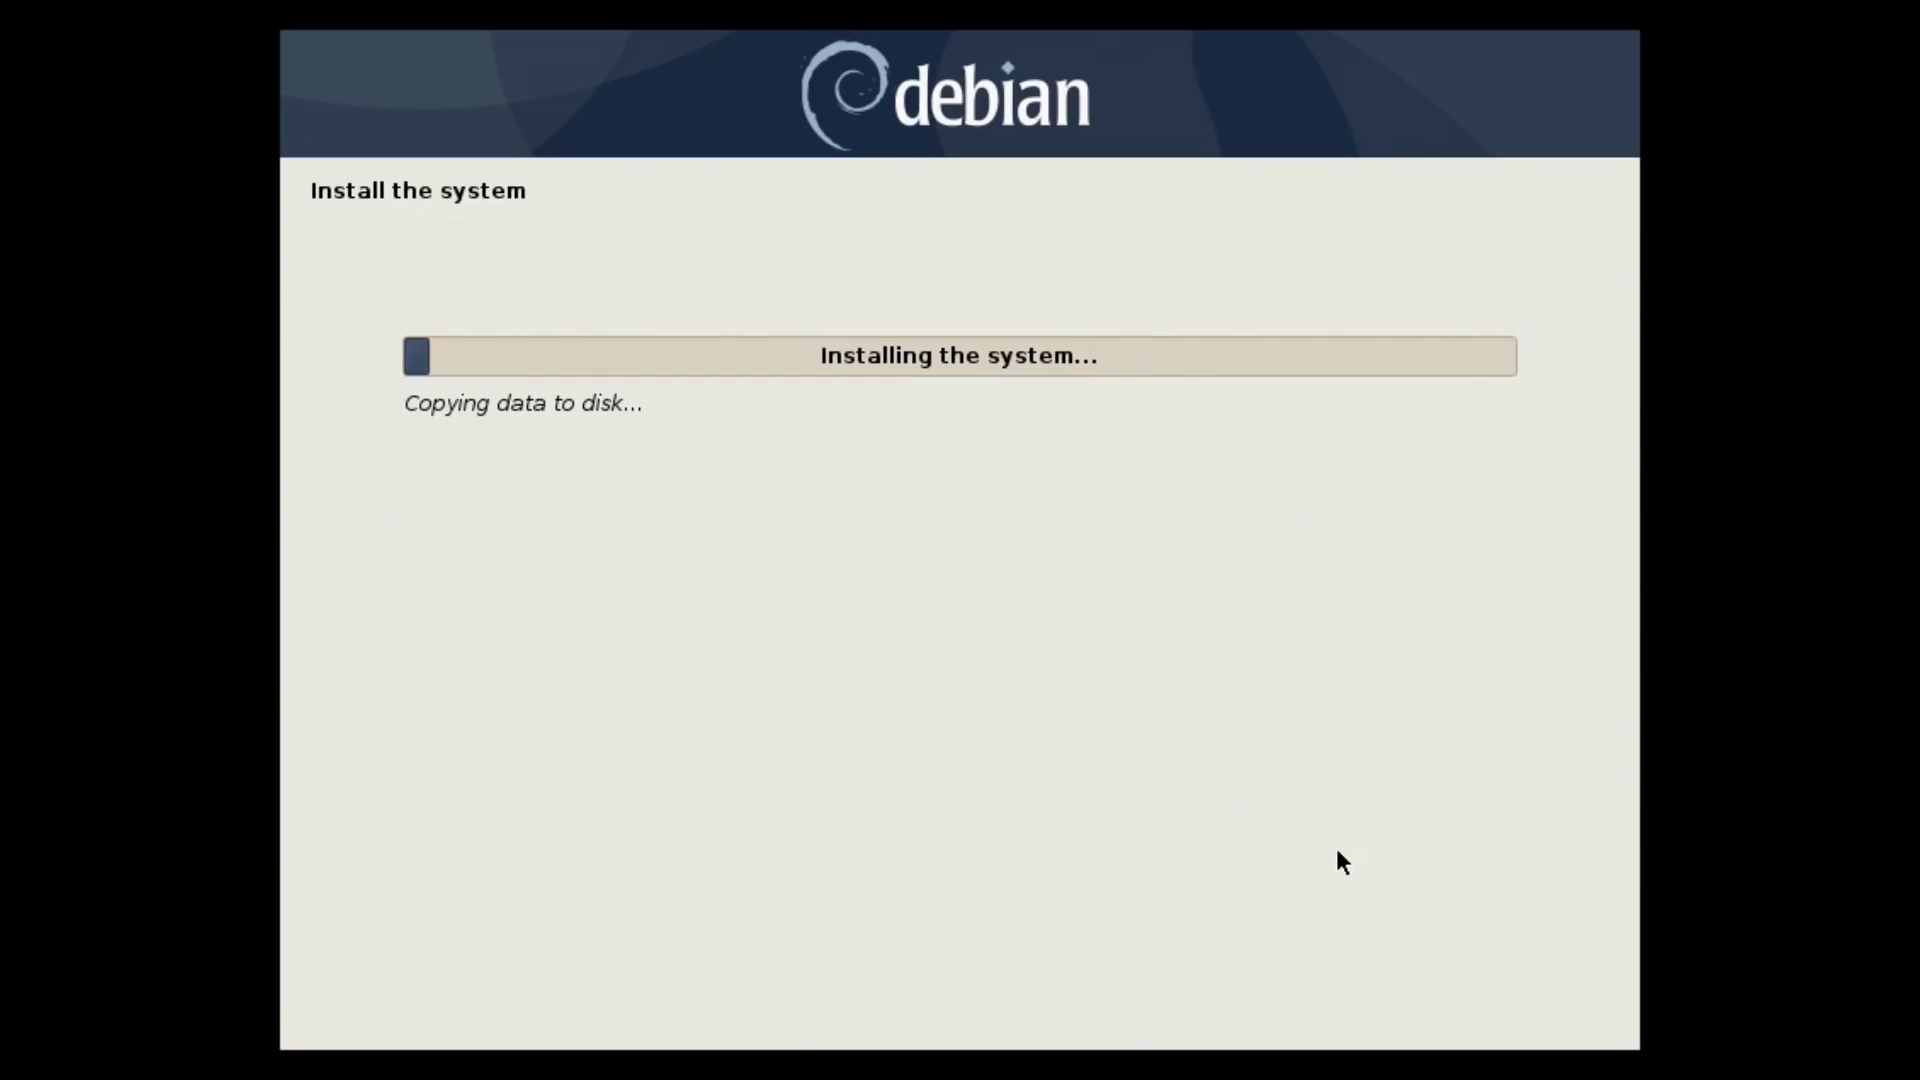 debian
Install the system
Installing the system...
Copying data to disk...